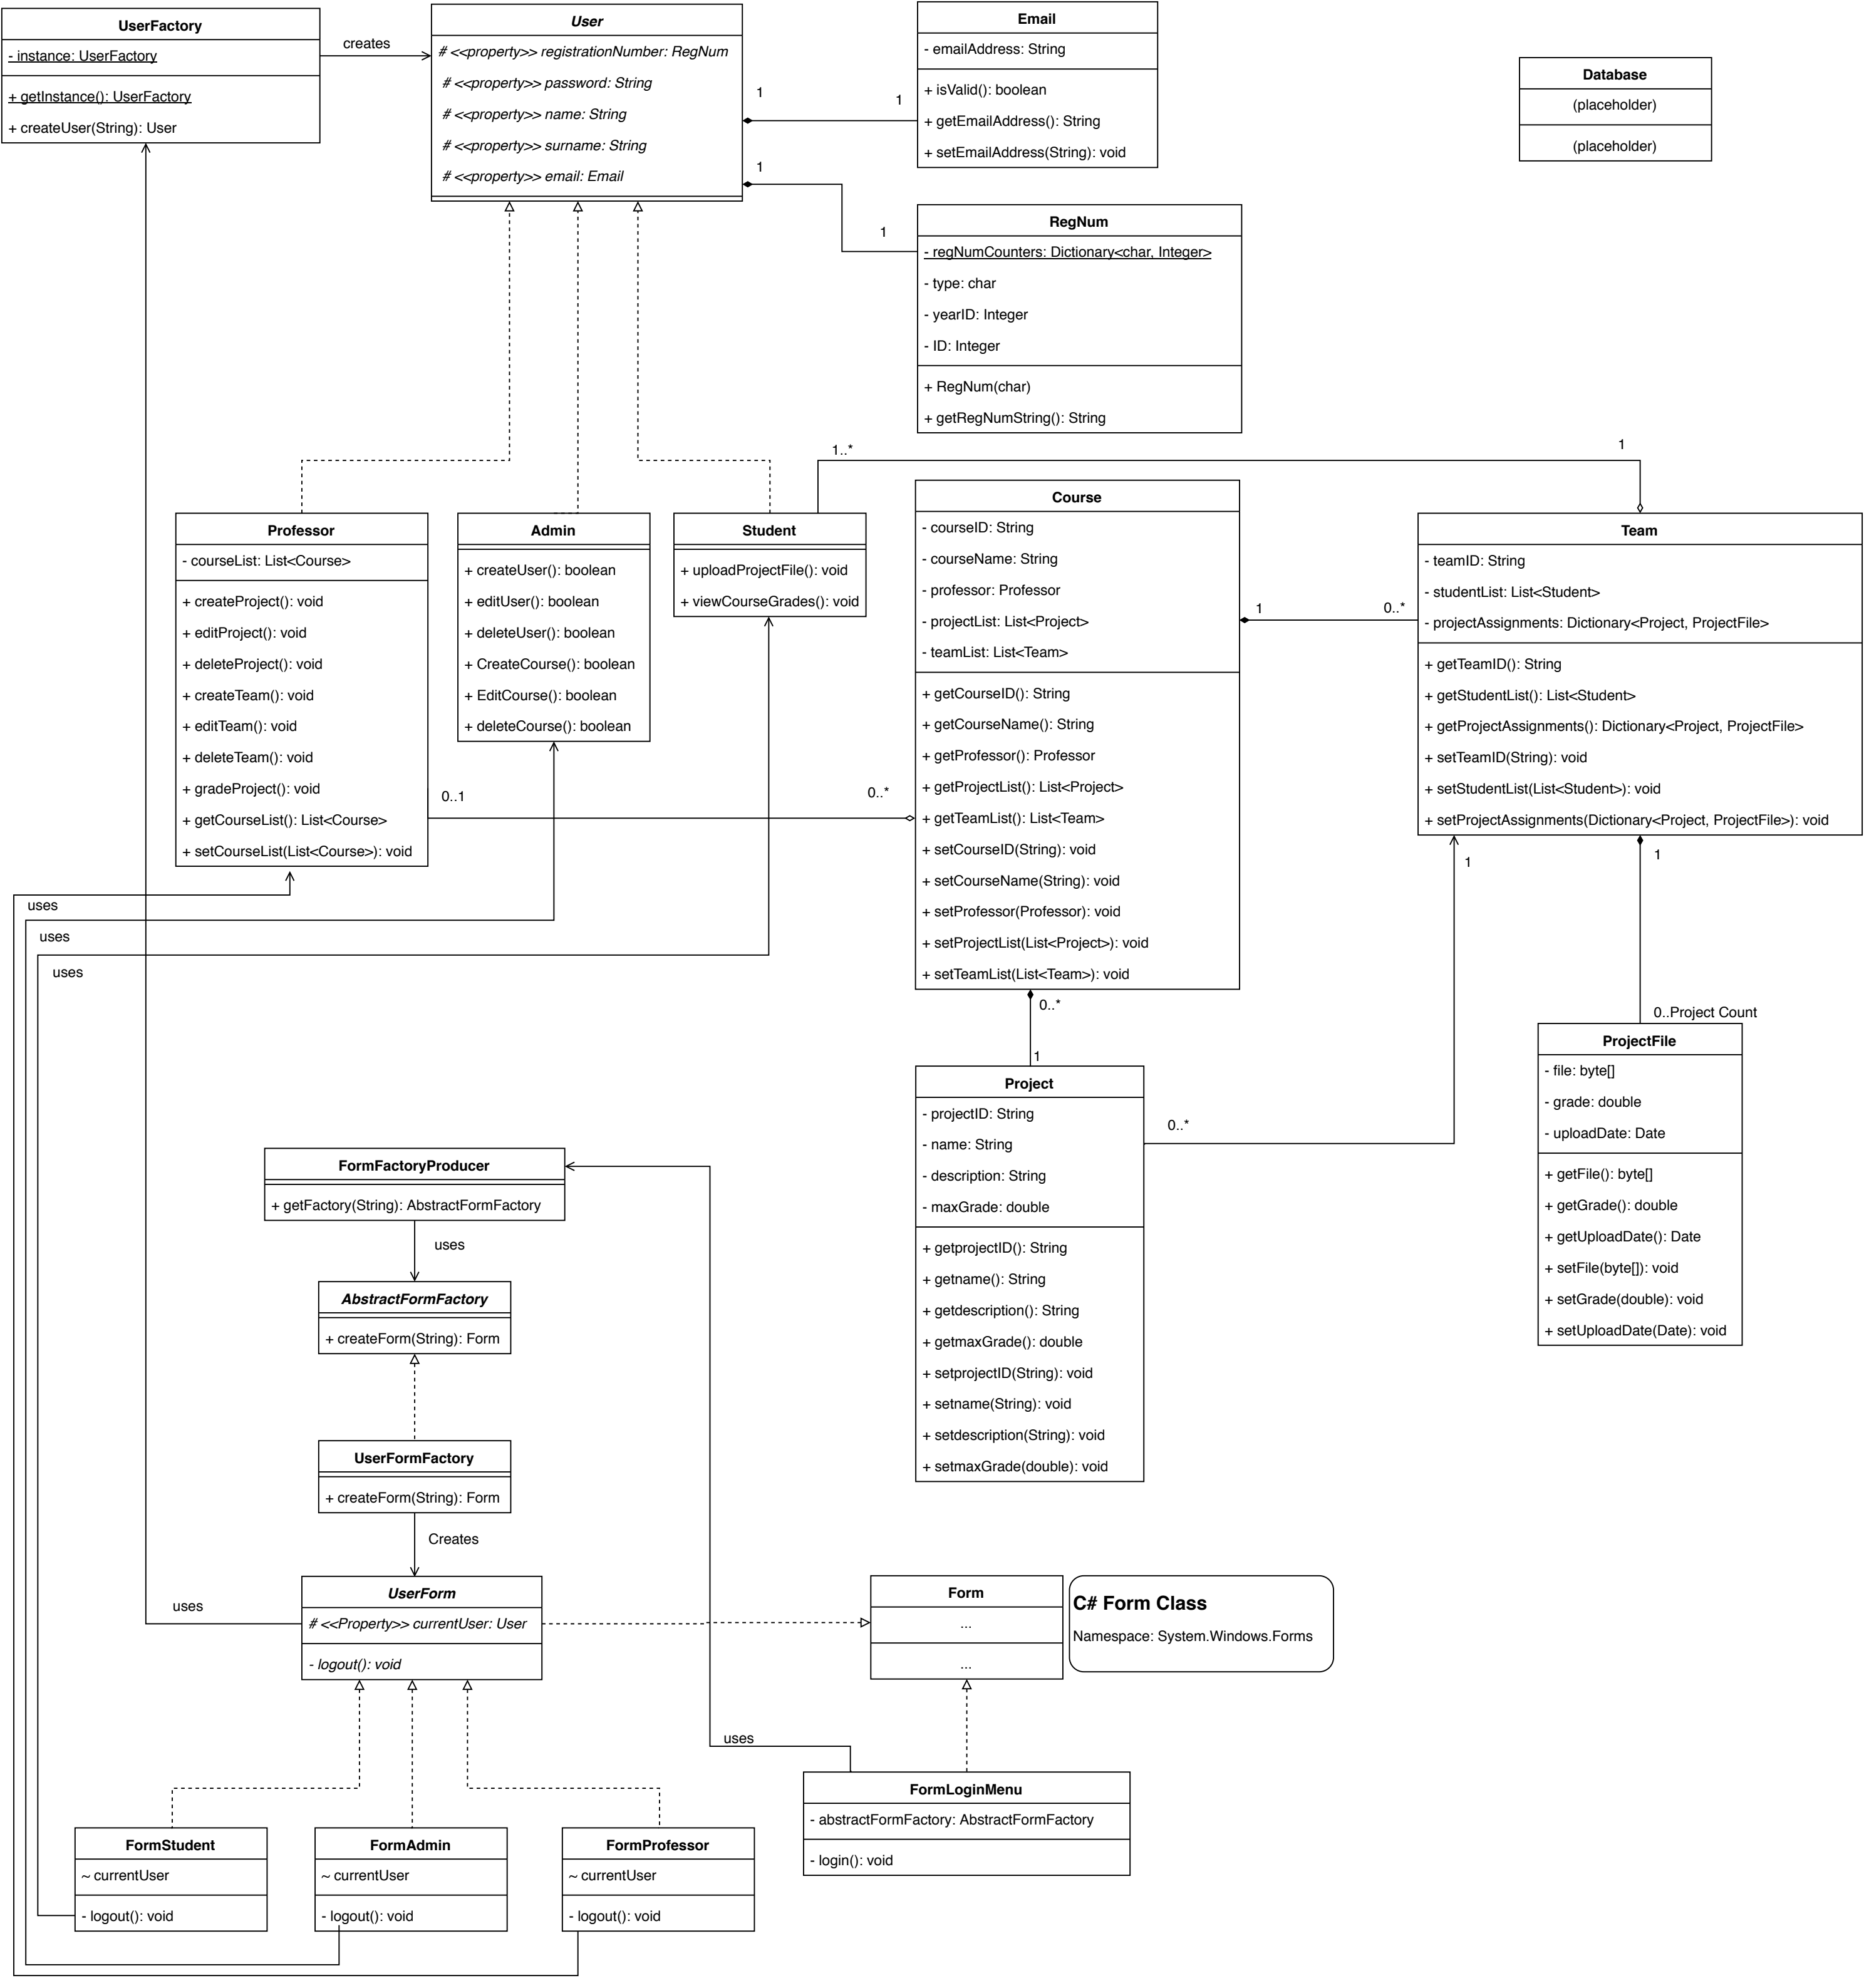 UserFactory
- instance: UserFactory
+ getInstance(): UserFactory
+ createUser(String): User
creates
User
# <<property>> registrationNumber: RegNum
# <<property>> password: String
# <<property>> name: String
# <<property>> surname: String
# <<property>> email: Email
1
1
1
1
Email
- emailAddress: String
+ isValid(): boolean
+ getEmailAddress(): String
+ setEmailAddress(String): void
Database
(placeholder)
(placeholder)
RegNum
- regNumCounters: Dictionary<char, Integer>
- type: char
- yearID: Integer
- ID: Integer
+ RegNum(char)
+ getRegNumString(): String
1..*
1
Professor
- courseList: List<Course>
+ createProject(): void
+ editProject(): void
+ deleteProject(): void
+ createTeam(): void
+ editTeam(): void
+ deleteTeam(): void
+ gradeProject(): void
+ getCourseList(): List<Course>
+ setCourseList(List<Course>): void
Admin
+ createUser(): boolean
+ editUser(): boolean
+ deleteUser(): boolean
+ CreateCourse(): boolean
+ EditCourse(): boolean
+ deleteCourse(): boolean
Student
+ uploadProjectFile(): void
+ viewCourseGrades(): void
0..1
0..*
Course
- courseID: String
- courseName: String
- professor: Professor
- projectList: List<Project>
- teamList: List<Team>
+ getCourseID(): String
+ getCourseName(): String
+ getProfessor(): Professor
+ getProjectList(): List<Project>
+ getTeamList(): List<Team>
+ setCourseID(String): void
+ setCourseName(String): void
+ setProfessor(Professor): void
+ setProjectList(List<Project>): void
+ setTeamList(List<Team>): void
1
0..*
Team
- teamID: String
- studentList: List<Student>
- projectAssignments: Dictionary<Project, ProjectFile>
+ getTeamID(): String
+ getStudentList(): List<Student>
+ getProjectAssignments(): Dictionary<Project, ProjectFile>
+ setTeamID(String): void
+ setStudentList(List<Student>): void
+ setProjectAssignments(Dictionary<Project, ProjectFile>): void
1
1
uses
uses
uses
0..*
1
0..Project Count
Project
- projectID: String
- name: String
- description: String
- maxGrade: double
+ getprojectID(): String
+ getname(): String
+ getdescription(): String
+ getmaxGrade(): double
+ setprojectID(String): void
+ setname(String): void
+ setdescription(String): void
+ setmaxGrade(double): void
0..*
ProjectFile
- file: byte[]
- grade: double
- uploadDate: Date
+ getFile(): byte[]
+ getGrade(): double
+ getUploadDate(): Date
+ setFile(byte[]): void
+ setGrade(double): void
+ setUploadDate(Date): void
FormFactoryProducer
+ getFactory(String): AbstractFormFactory
uses
AbstractFormFactory
+ createForm(String): Form
UserFormFactory
+ createForm(String): Form
Creates
UserForm
# <<Property>> currentUser: User
- logout(): void
uses
Form
...
...
C# Form Class
Namespace: System.Windows.Forms
uses
FormLoginMenu
- abstractFormFactory: AbstractFormFactory
- login(): void
FormStudent
~ currentUser
- logout(): void
FormAdmin
~ currentUser
- logout(): void
FormProfessor
~ currentUser
- logout(): void